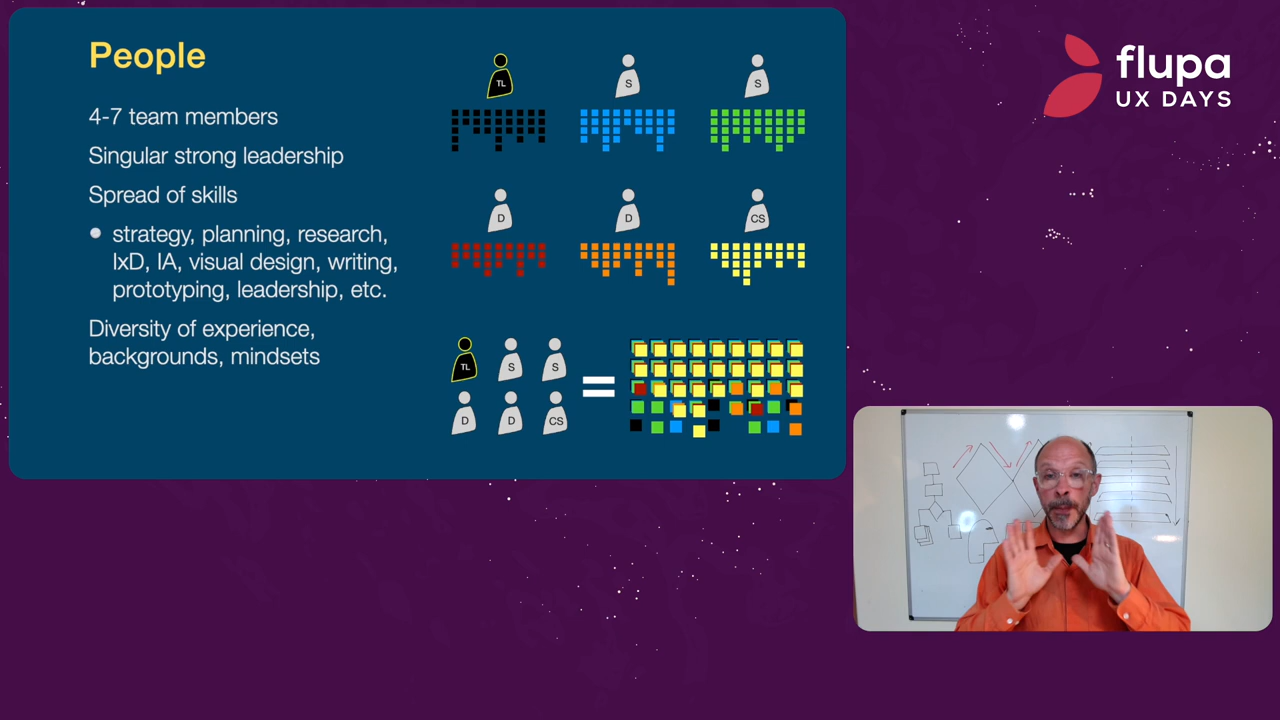 People
4-7 team members
Singular strong leadership
Spread of skills
strategy, planning, research,
IxD, IA, visual design, writing,
prototyping, leadership, etc.
Diversity of experience,
backgrounds, mindsets
TL
S
S
D
D
CS
TL
S
S
D
D
CS
=
flupa
UX DAYS